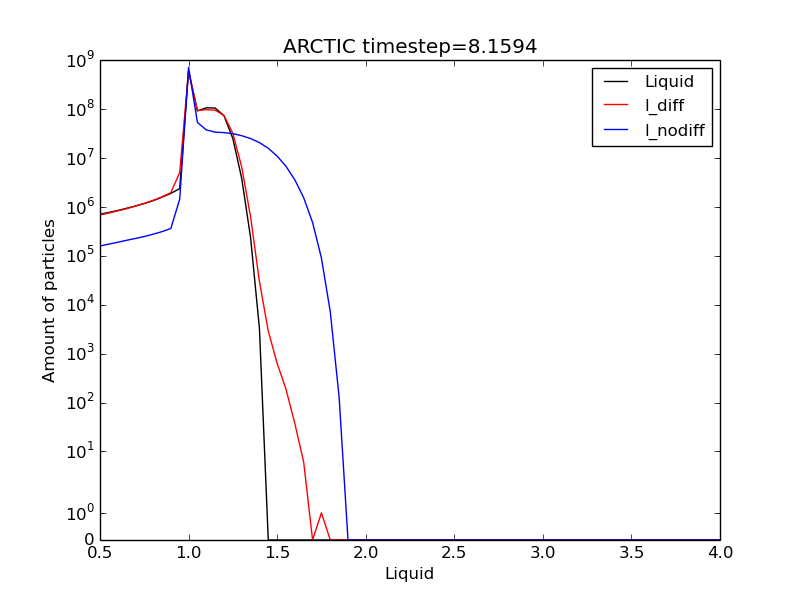 ARCTIC timestep=8.1594
Liquid
I_diff
I_nodiff
Amount of particles
10^9
10^8
10^7
10^6
10^5
10^4
10^3
10^2
10^1
10^0
0
0.5 1.0 1.5 2.0 2.5 3.0 3.5 4.0
Liquid